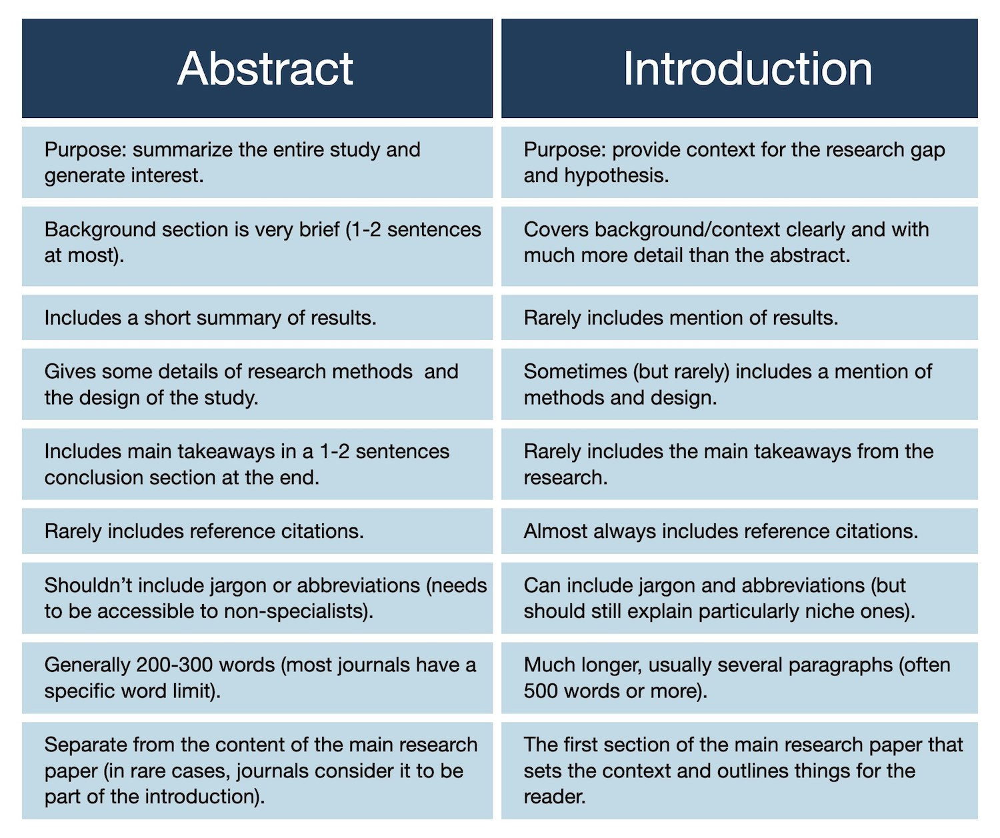 Abstract
Introduction
Purpose: summarize the entire study and
generate interest.
Purpose: provide context for the research gap
and hypothesis.
Background section is very brief (1-2 sentences
at most).
Covers background/context clearly and with
much more detail than the abstract.
Includes a short summary of results.
Rarely includes mention of results.
Gives some details of research methods  and
the design of the study.
Sometimes (but rarely) includes a mention of
methods and design.
Includes main takeaways in a 1-2 sentences
conclusion section at the end.
Rarely includes the main takeaways from the
research.
Rarely includes reference citations.
Almost always includes reference citations.
Shouldn’t include jargon or abbreviations (needs
to be accessible to non-specialists).
Can include jargon and abbreviations (but
should still explain particularly niche ones).
Generally 200-300 words (most journals have a
specific word limit).
Much longer, usually several paragraphs (often
500 words or more).
Separate from the content of the main research
paper (in rare cases, journals consider it to be
part of the introduction).
The first section of the main research paper that
sets the context and outlines things for the
reader.